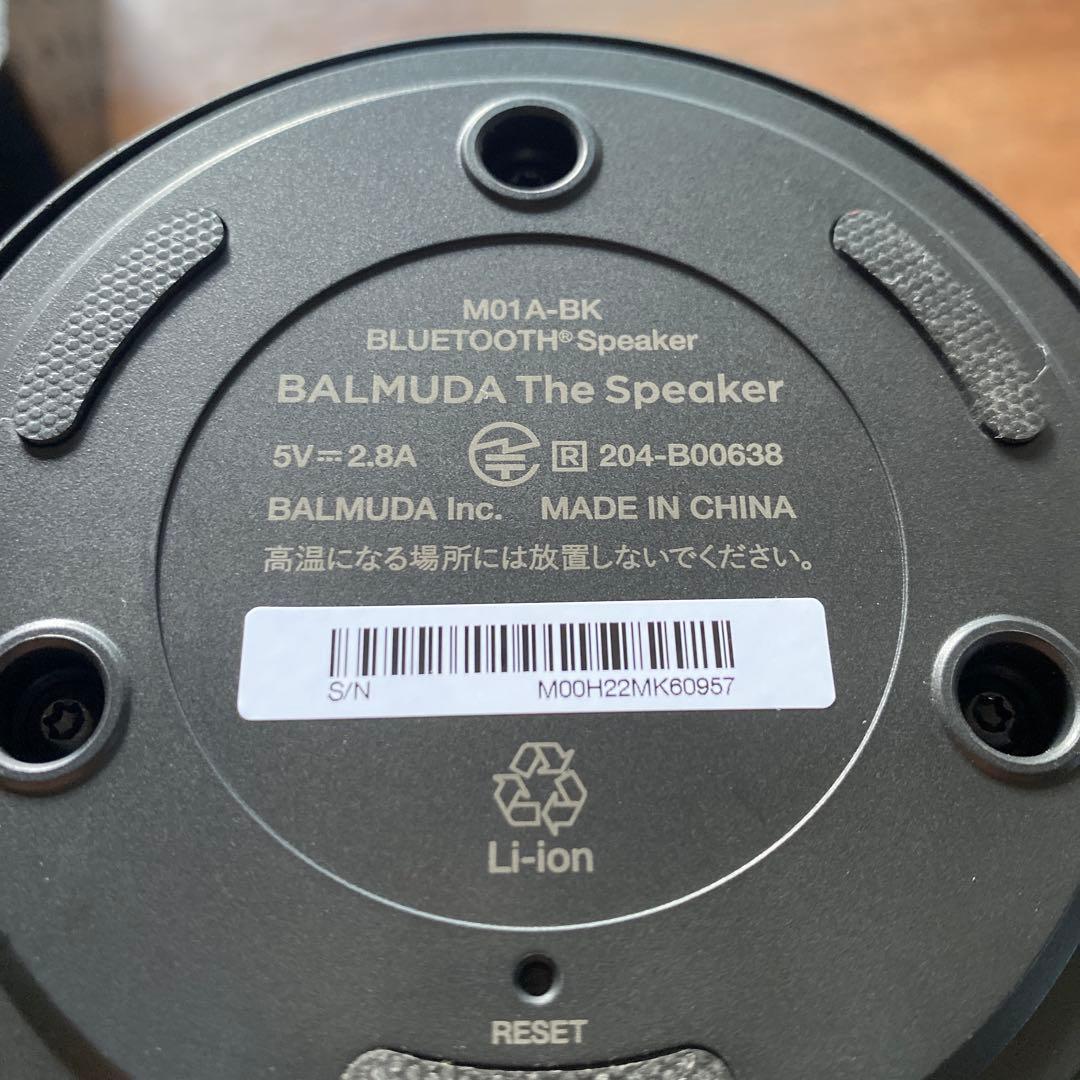 M01A-BK
BLUETOOTH® Speaker
BALMUDA The Speaker
5V⎓2.8A R 204-B00638
BALMUDA Inc. MADE IN CHINA
高温になる場所には放置しないでください。
S/N M00H22MK60957
Li-ion
RESET